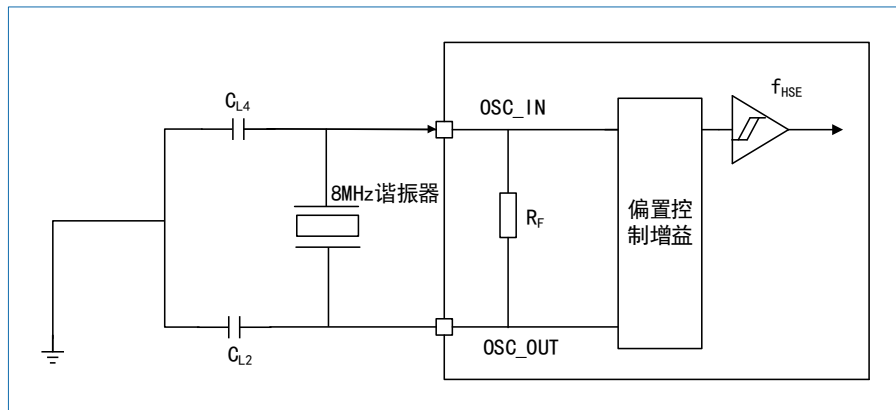 C_L4
OSC_IN
f_HSE
8MHz谐振器
R_F
偏置控
制增益
C_L2
OSC_OUT